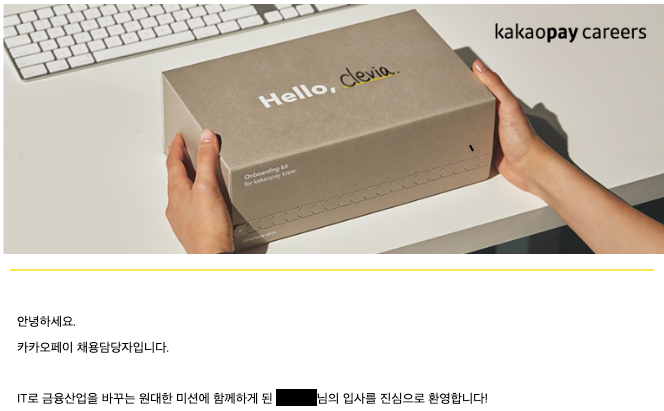 kakaopay careers
Hello, clevia.
Onboarding kit
for kakaopay krew
안녕하세요.
카카오페이 채용담당자입니다.
IT로 금융산업을 바꾸는 원대한 미션에 함께하게 된 님의 입사를 진심으로 환영합니다!